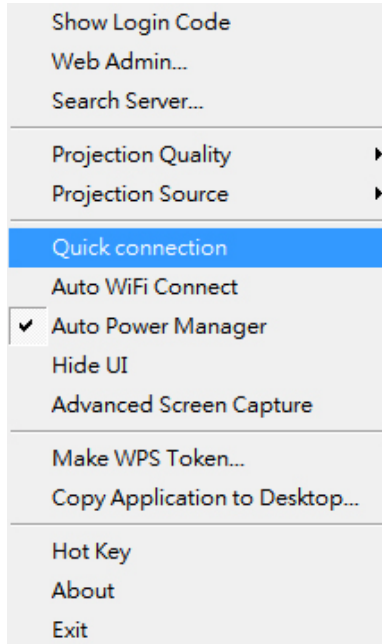 Show Login Code
Web Admin...
Search Server...
Projection Quality
Projection Source
Quick connection
Auto WiFi Connect
Auto Power Manager
Hide UI
Advanced Screen Capture
Make WPS Token...
Copy Application to Desktop...
Hot Key
About
Exit